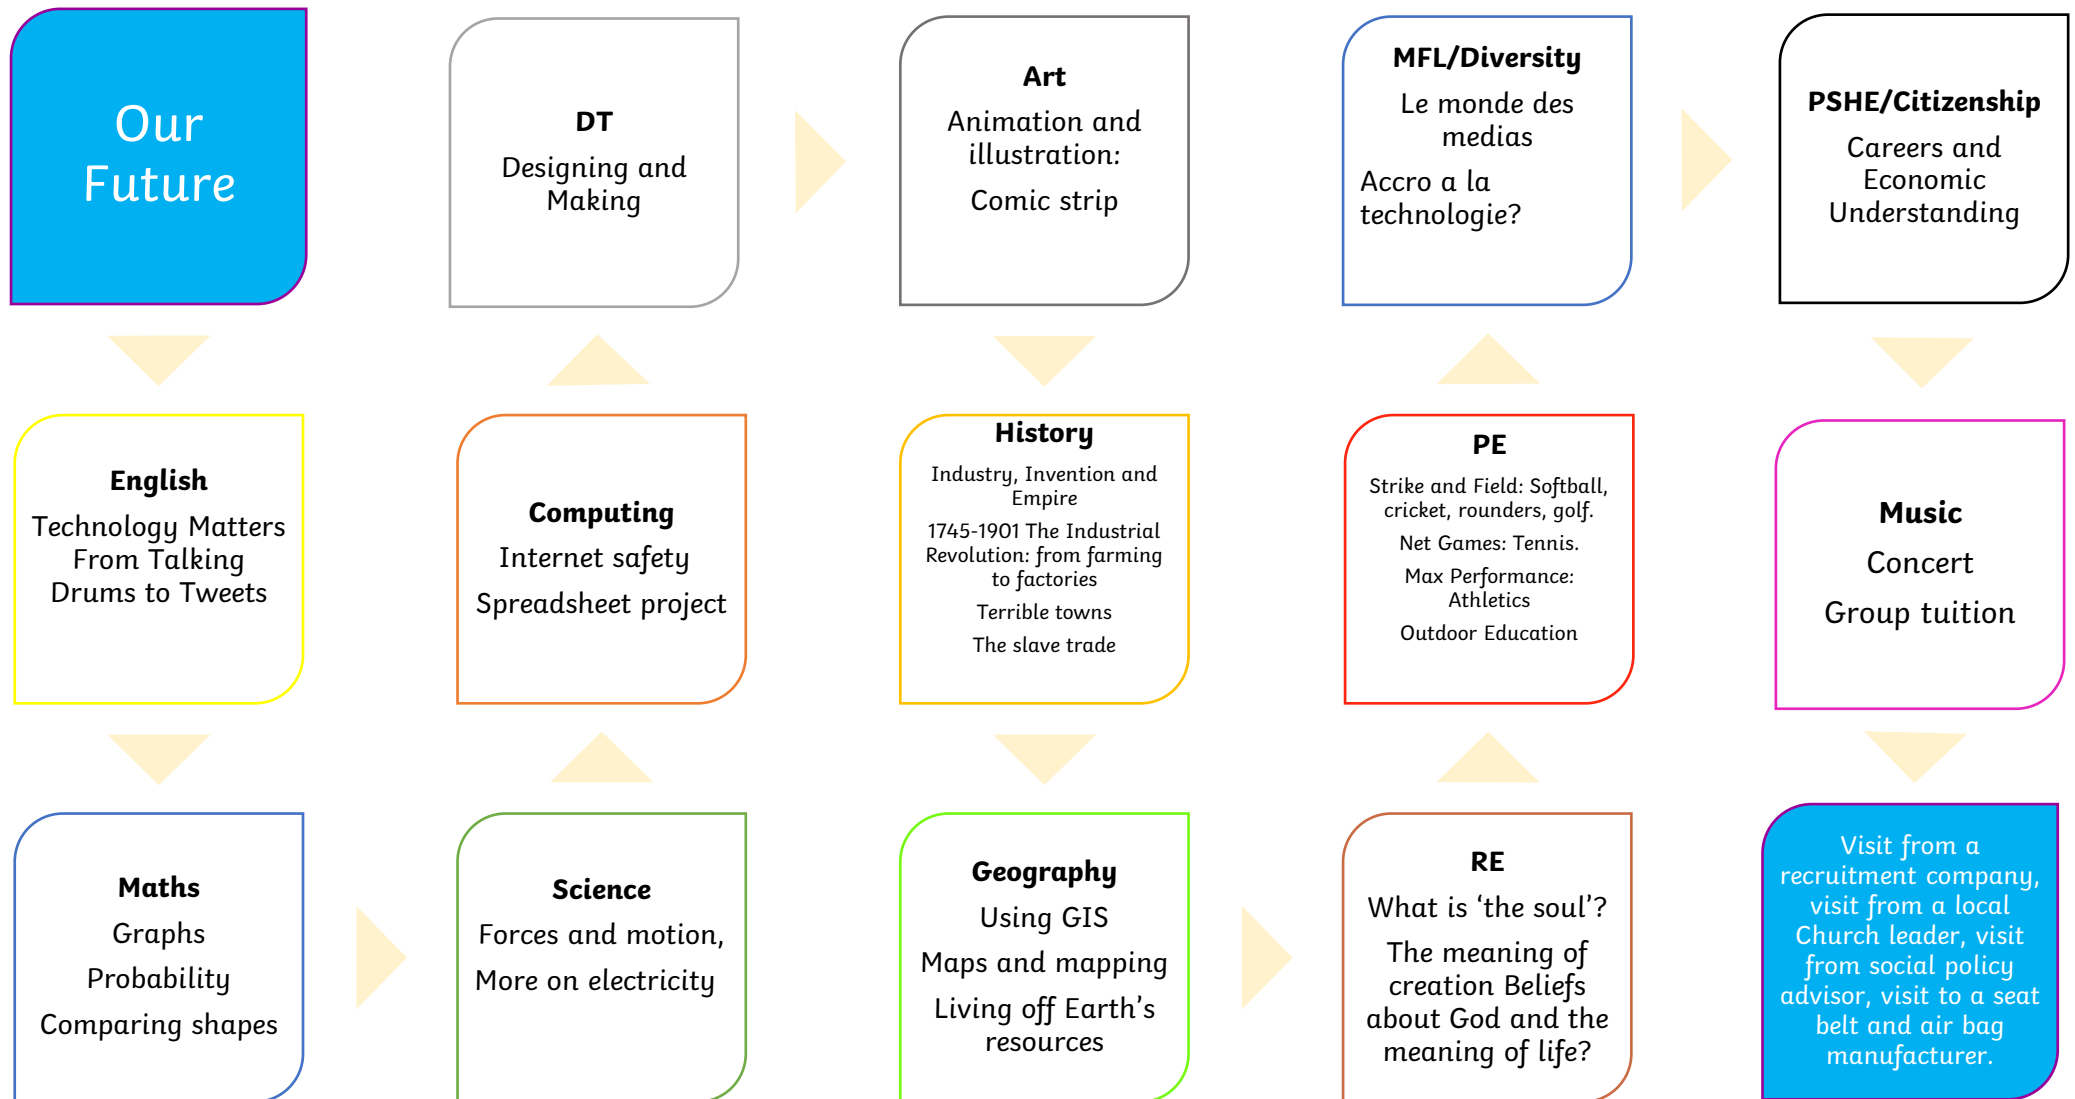 Our
Future
English
Technology Matters
From Talking
Drums to Tweets
Maths
Graphs
Probability
Comparing shapes
Science
Forces and motion,
More on electricity
Computing
Internet safety
Spreadsheet project
DT
Designing and
Making
Art
Animation and
illustration:
Comic strip
History
Industry, Invention and
Empire
1745-1901 The Industrial
Revolution: from farming
to factories
Terrible towns
The slave trade
Geography
Using GIS
Maps and mapping
Living off Earth’s
resources
RE
What is ‘the soul’?
The meaning of
creation Beliefs
about God and the
meaning of life?
PE
Strike and Field: Softball,
cricket, rounders, golf.
Net Games: Tennis.
Max Performance:
Athletics
Outdoor Education
MFL/Diversity
Le monde des
medias
Accro a la
technologie?
PSHE/Citizenship
Careers and
Economic
Understanding
Music
Concert
Group tuition
Visit from a
recruitment company,
visit from a local
Church leader, visit
from social policy
advisor, visit to a seat
belt and air bag
manufacturer.